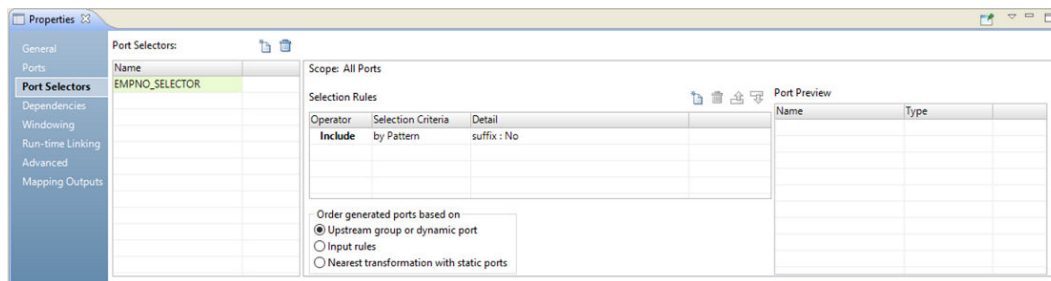 Properties
General
Ports
Port Selectors
Dependencies
Windowing
Run-time Linking
Advanced
Mapping Outputs
Port Selectors:
Name
EMPNO_SELECTOR
Scope: All Ports
Selection Rules
Operator Selection Criteria Detail
Include by Pattern suffix : No
Order generated ports based on
Upstream group or dynamic port
Input rules
Nearest transformation with static ports
Port Preview
Name Type